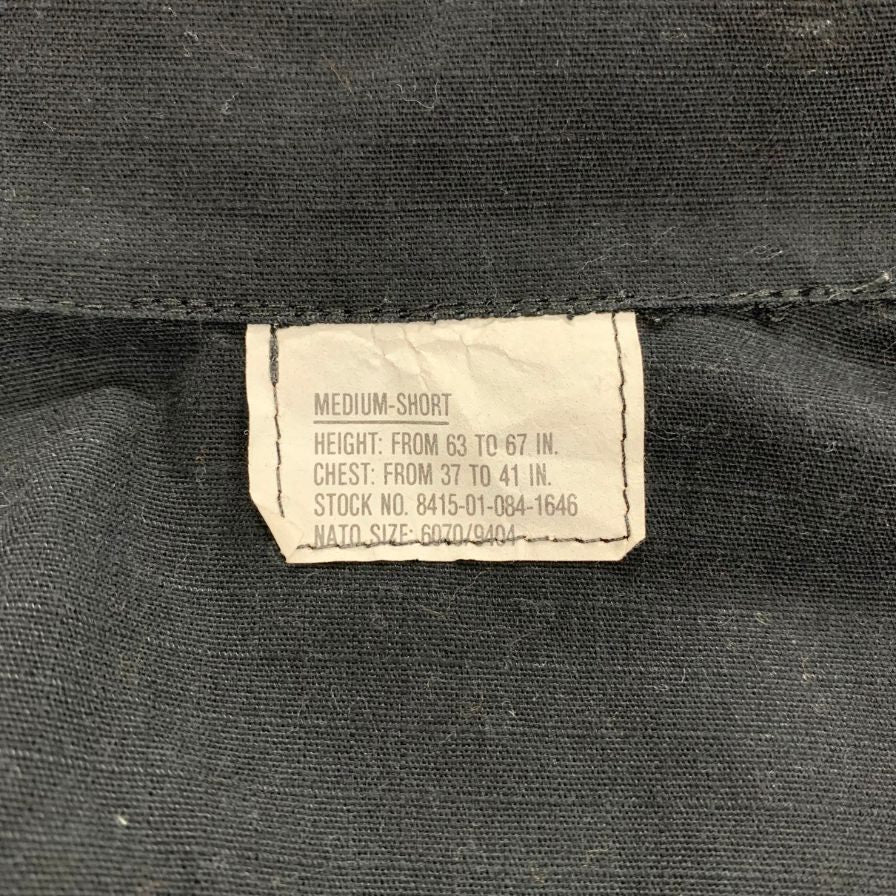 MEDIUM-SHORT
HEIGHT: FROM 63 TO 67 IN.
CHEST: FROM 37 TO 41 IN.
STOCK NO. 8415-01-084-1646
NATO SIZE: 6070/9404